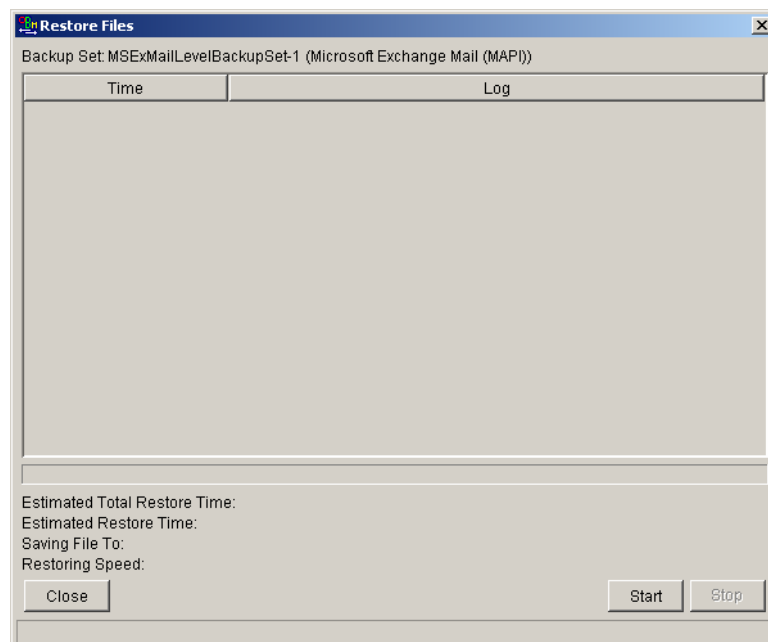 Restore Files
Backup Set: MSExMailLevelBackupSet-1 (Microsoft Exchange Mail (MAPI))
Time Log
Estimated Total Restore Time:
Estimated Restore Time:
Saving File To:
Restoring Speed:
Close Start Stop